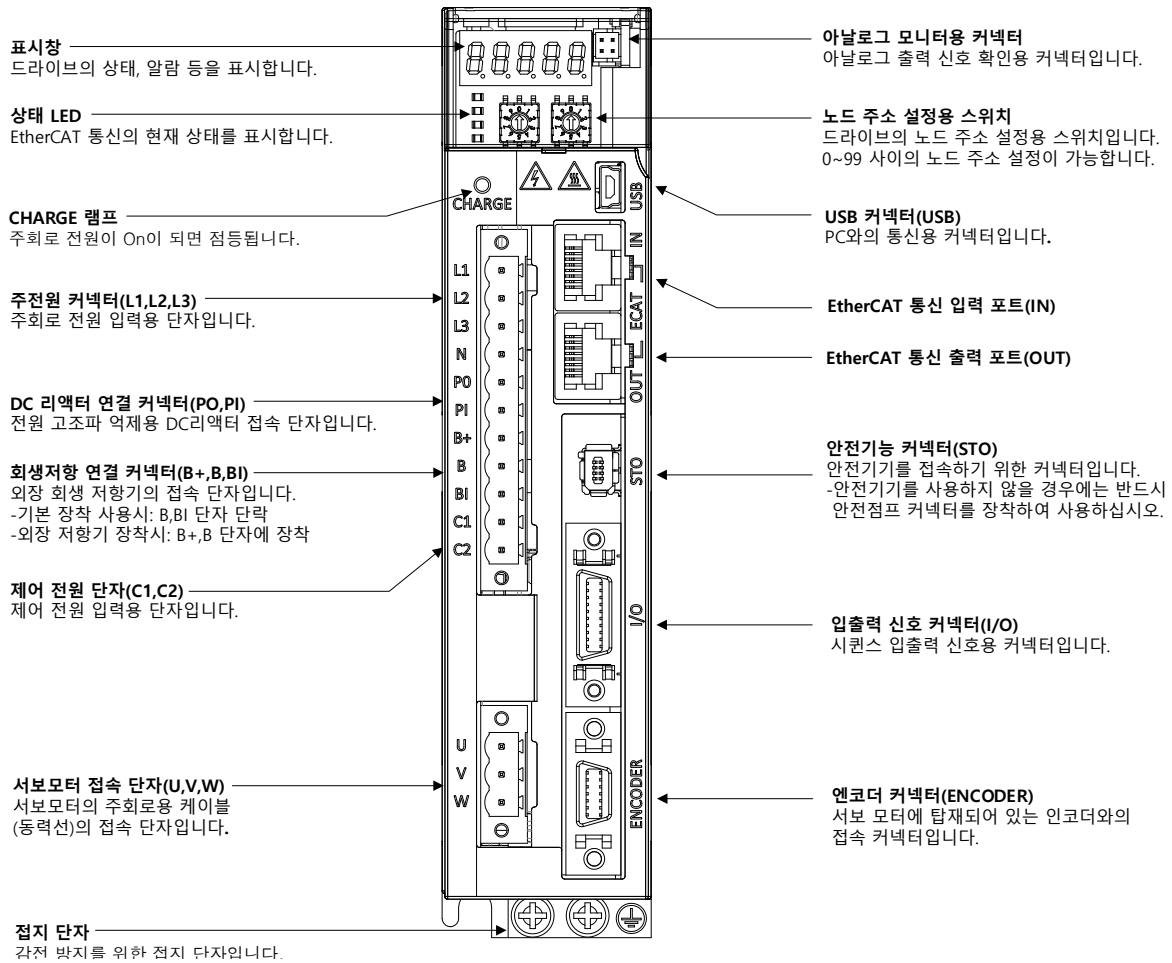 표시창
드라이브의 상태, 알람 등을 표시합니다.
상태 LED
EtherCAT 통신의 현재 상태를 표시합니다.
CHARGE 램프
주회로 전원이 On이 되면 점등됩니다.
주전원 커넥터(L1,L2,L3)
주회로 전원 입력용 단자입니다.
DC 리액터 연결 커넥터(PO,PI)
전원 고조파 억제용 DC리액터 접속 단자입니다.
회생저항 연결 커넥터(B+,B,BI)
외장 회생 저항기의 접속 단자입니다.
-기본 장착 사용시: B,BI 단자 단락
-외장 저항기 장착시: B+,B 단자에 장착
제어 전원 단자(C1,C2)
제어 전원 입력용 단자입니다.
서보모터 접속 단자(U,V,W)
서보모터의 주회로용 케이블
(동력선)의 접속 단자입니다.
접지 단자
감전 방지를 위한 접지 단자입니다.
CHARGE
L1
L2
L3
N
P0
PI
B+
B
BI
C1
C2
U
V
W
USB
IN
ECAT
OUT
STO
I/O
ENCODER
아날로그 모니터용 커넥터
아날로그 출력 신호 확인용 커넥터입니다.
노드 주소 설정용 스위치
드라이브의 노드 주소 설정용 스위치입니다.
0~99 사이의 노드 주소 설정이 가능합니다.
USB 커넥터(USB)
PC와의 통신용 커넥터입니다.
EtherCAT 통신 입력 포트(IN)
EtherCAT 통신 출력 포트(OUT)
안전기능 커넥터(STO)
안전기기를 접속하기 위한 커넥터입니다.
-안전기기를 사용하지 않을 경우에는 반드시
안전점프 커넥터를 장착하여 사용하십시오.
입출력 신호 커넥터(I/O)
시퀀스 입출력 신호용 커넥터입니다.
엔코더 커넥터(ENCODER)
서보 모터에 탑재되어 있는 인코더와의
접속 커넥터입니다.